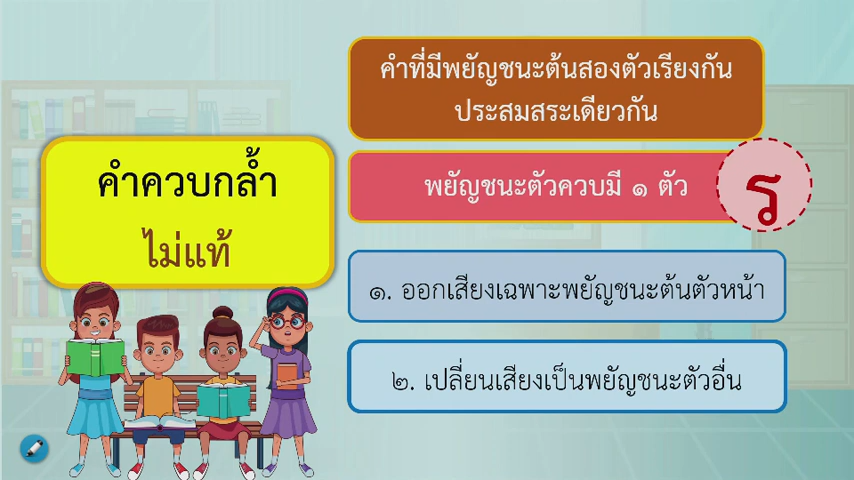 คำควบกล้ำ
ไม่แท้
คำที่มีพยัญชนะต้นสองตัวเรียงกัน
ประสมสระเดียวกัน
พยัญชนะตัวควบมี ๑ ตัว
ร
๑. ออกเสียงเฉพาะพยัญชนะต้นตัวหน้า
๒. เปลี่ยนเสียงเป็นพยัญชนะตัวอื่น